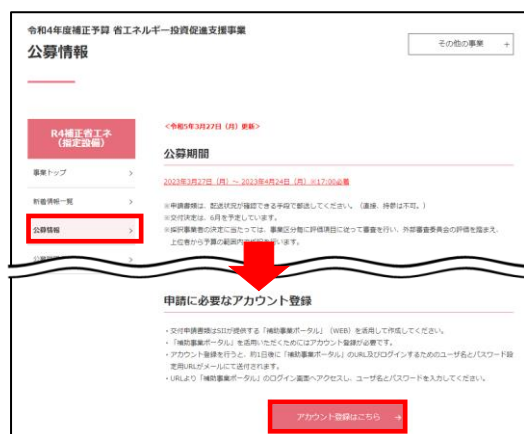 令和4年度補正予算 省エネルギー投資促進支援事業
公募情報
その他の事業 +
R4補正省エネ
(指定設備)
事業トップ >
新着情報一覧 >
公募情報 >
<令和5年3月27日(月)更新>
公募期間
2023年3月27日(月)~ 2023年4月24日(月)※17:00必着
※申請書類は、配送状況が確認できる手段で郵送してください。(直接、持参は不可。)
※交付決定は、6月を予定しています。
※採択事業者の決定に当たっては、事業区分毎に評価項目に従って審査を行い、外部審査委員会の評価を踏まえ、
上位者から予算の範囲内で
います。
申請に必要なアカウント登録
・交付申請書類はSIIが提供する「補助事業ポータル」(WEB)を活用して作成してください。
・「補助事業ポータル」を活用いただくためにはアカウント登録が必要です。
・アカウント登録を行うと、約1日後に「補助事業ポータル」のURL及びログインするためのユーザ名とパスワード設
定用URLがメールにて送付されます。
・URLより「補助事業ポータル」のログイン画面へアクセスし、ユーザ名とパスワードを入力してください。
アカウント登録はこちら →